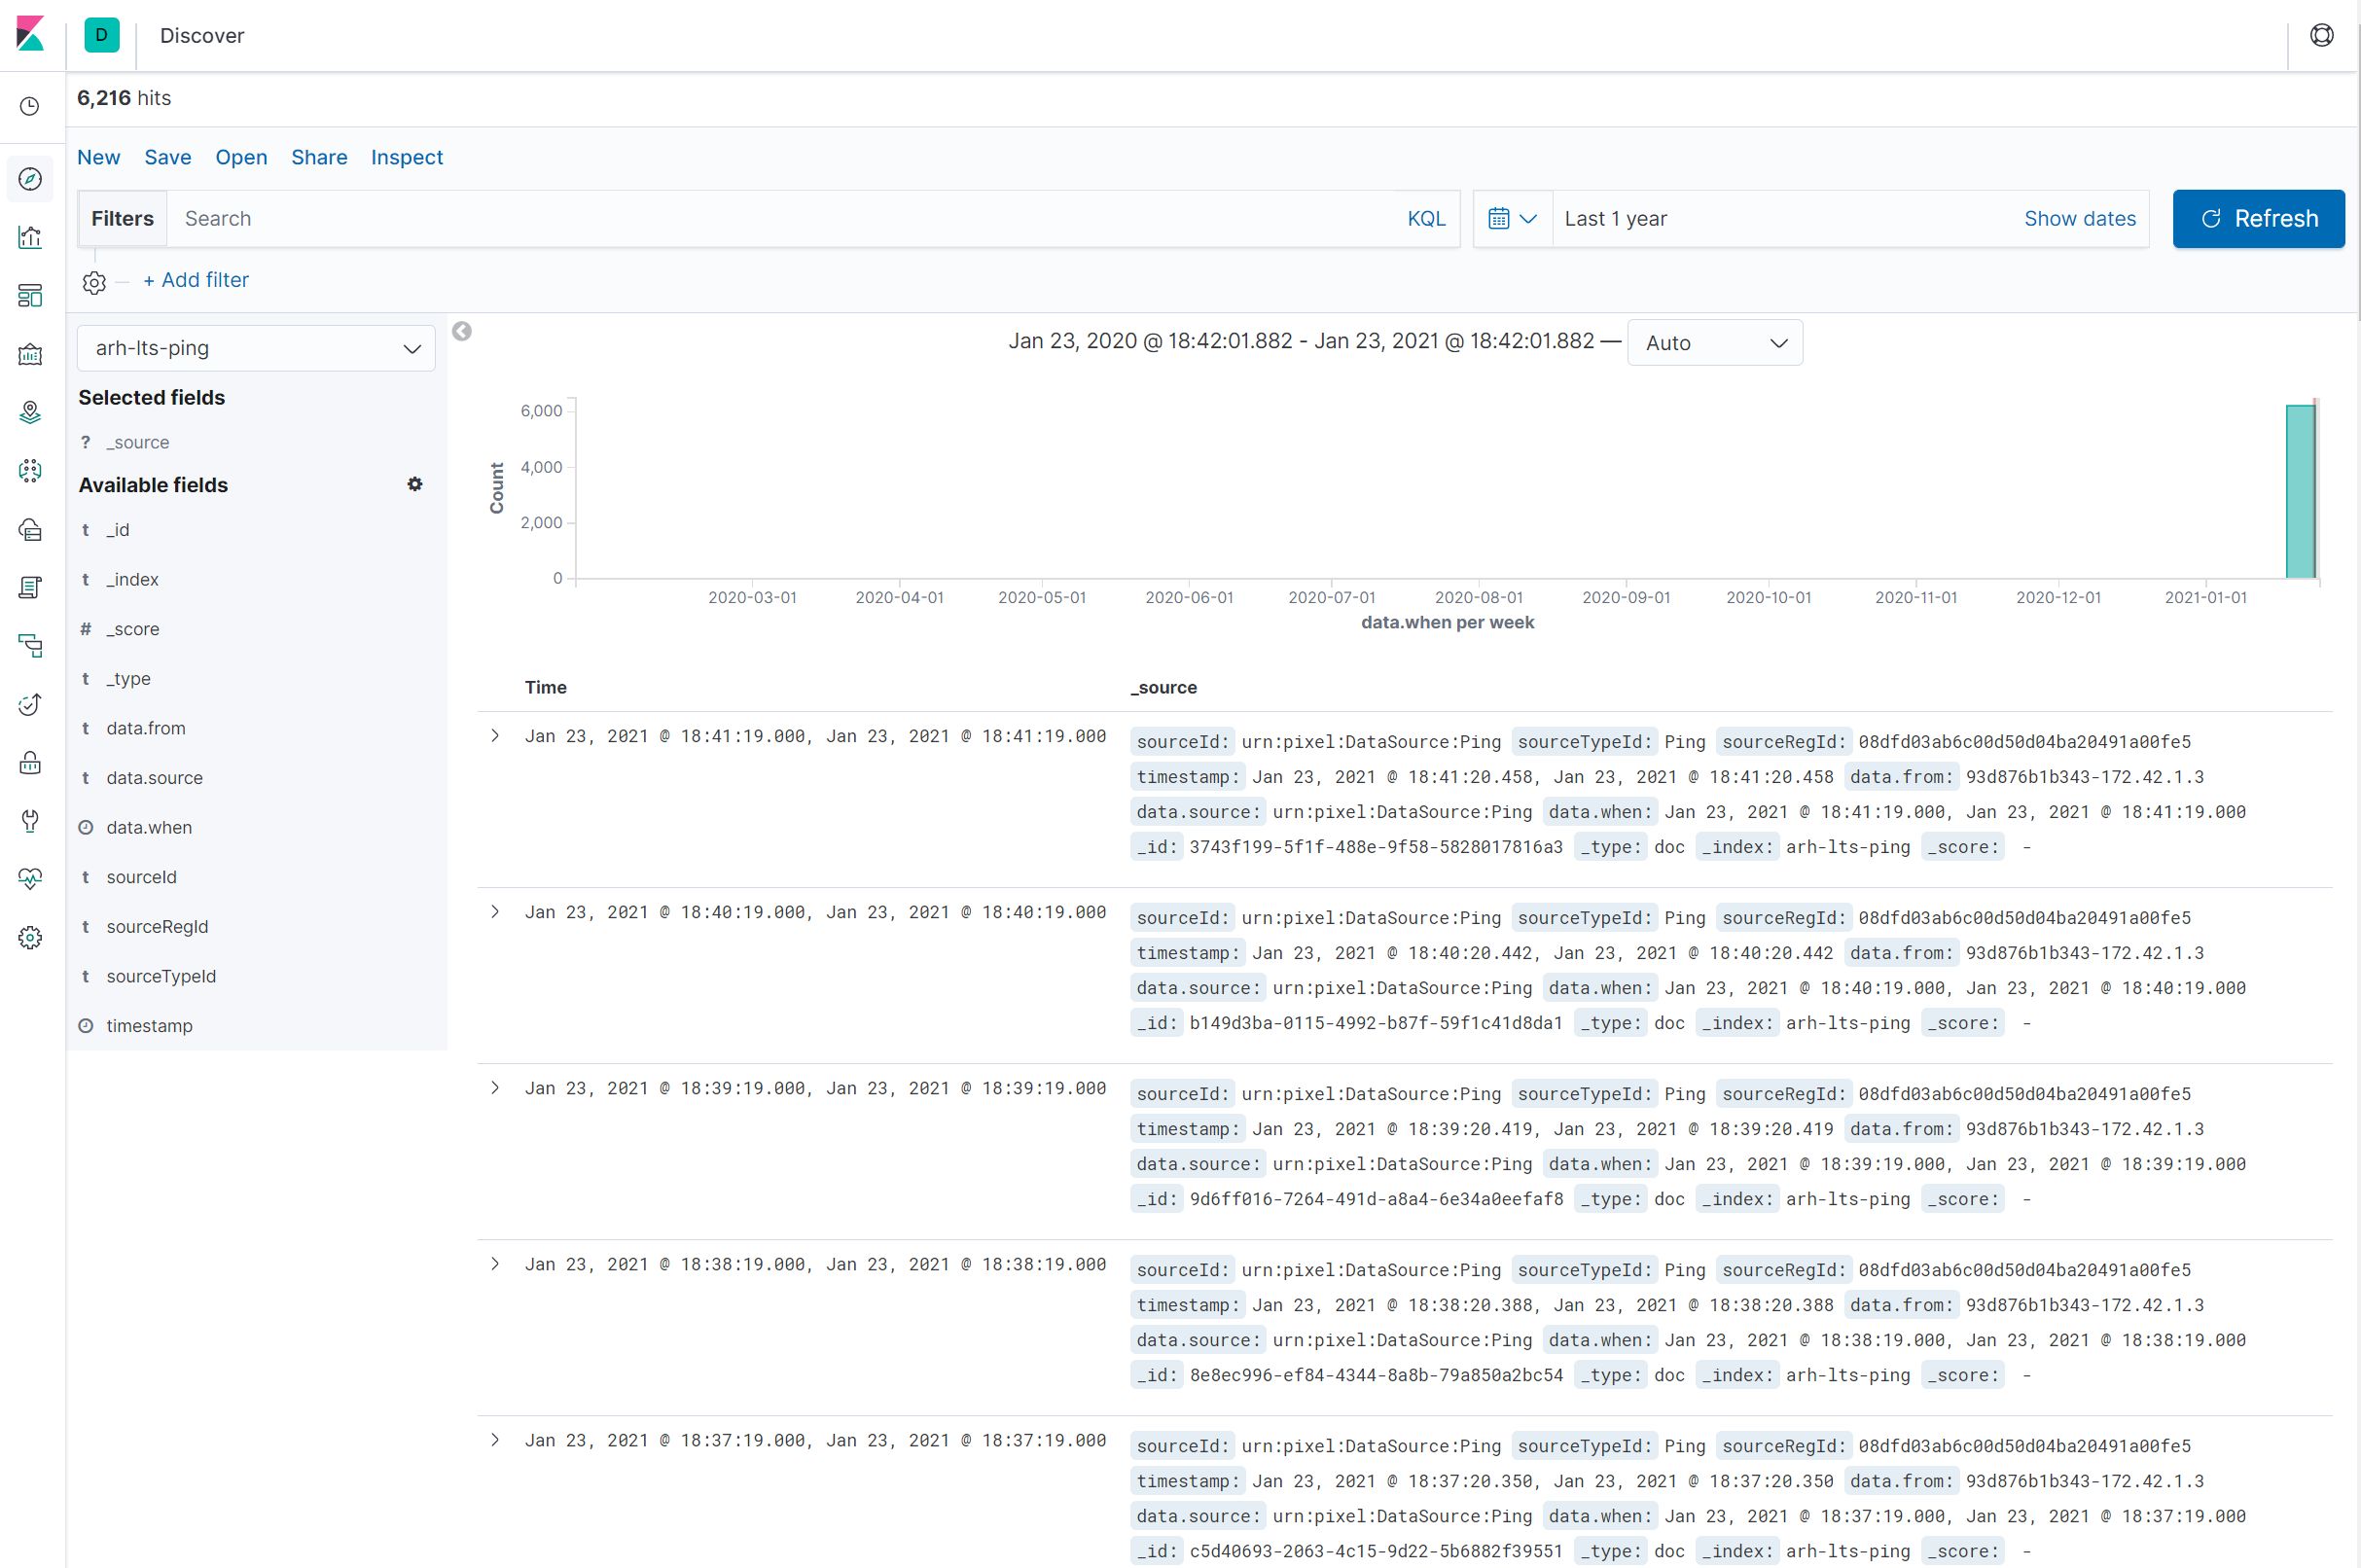 D Discover
6,216 hits
New Save Open Share Inspect
Filters Search KQL Last 1 year Show dates Refresh
+ Add filter
arh-lts-ping
Selected fields
? _source
Available fields
t _id
t _index
# _score
t _type
t data.from
t data.source
data.when
t sourceId
t sourceRegId
t sourceTypeId
timestamp
Jan 23, 2020 @ 18:42:01.882 - Jan 23, 2021 @ 18:42:01.882 — Auto
Count
6,000
4,000
2,000
0
2020-03-01 2020-04-01 2020-05-01 2020-06-01 2020-07-01 2020-08-01 2020-09-01 2020-10-01 2020-11-01 2020-12-01 2021-01-01
data.when per week
Time _source
Jan 23, 2021 @ 18:41:19.000, Jan 23, 2021 @ 18:41:19.000 sourceId: urn:pixel:DataSource:Ping sourceTypeId: Ping sourceRegId: 08dfd03ab6c00d50d04ba20491a00fe5
timestamp: Jan 23, 2021 @ 18:41:20.458, Jan 23, 2021 @ 18:41:20.458 data.from: 93d876b1b343-172.42.1.3
data.source: urn:pixel:DataSource:Ping data.when: Jan 23, 2021 @ 18:41:19.000, Jan 23, 2021 @ 18:41:19.000
_id: 3743f199-5f1f-488e-9f58-5828017816a3 _type: doc _index: arh-lts-ping _score: -
Jan 23, 2021 @ 18:40:19.000, Jan 23, 2021 @ 18:40:19.000 sourceId: urn:pixel:DataSource:Ping sourceTypeId: Ping sourceRegId: 08dfd03ab6c00d50d04ba20491a00fe5
timestamp: Jan 23, 2021 @ 18:40:20.442, Jan 23, 2021 @ 18:40:20.442 data.from: 93d876b1b343-172.42.1.3
data.source: urn:pixel:DataSource:Ping data.when: Jan 23, 2021 @ 18:40:19.000, Jan 23, 2021 @ 18:40:19.000
_id: b149d3ba-0115-4992-b87f-59f1c41d8da1 _type: doc _index: arh-lts-ping _score: -
Jan 23, 2021 @ 18:39:19.000, Jan 23, 2021 @ 18:39:19.000 sourceId: urn:pixel:DataSource:Ping sourceTypeId: Ping sourceRegId: 08dfd03ab6c00d50d04ba20491a00fe5
timestamp: Jan 23, 2021 @ 18:39:20.419, Jan 23, 2021 @ 18:39:20.419 data.from: 93d876b1b343-172.42.1.3
data.source: urn:pixel:DataSource:Ping data.when: Jan 23, 2021 @ 18:39:19.000, Jan 23, 2021 @ 18:39:19.000
_id: 9d6ff016-7264-491d-a8a4-6e34a0eefaf8 _type: doc _index: arh-lts-ping _score: -
Jan 23, 2021 @ 18:38:19.000, Jan 23, 2021 @ 18:38:19.000 sourceId: urn:pixel:DataSource:Ping sourceTypeId: Ping sourceRegId: 08dfd03ab6c00d50d04ba20491a00fe5
timestamp: Jan 23, 2021 @ 18:38:20.388, Jan 23, 2021 @ 18:38:20.388 data.from: 93d876b1b343-172.42.1.3
data.source: urn:pixel:DataSource:Ping data.when: Jan 23, 2021 @ 18:38:19.000, Jan 23, 2021 @ 18:38:19.000
_id: 8e8ec996-ef84-4344-8a8b-79a850a2bc54 _type: doc _index: arh-lts-ping _score: -
Jan 23, 2021 @ 18:37:19.000, Jan 23, 2021 @ 18:37:19.000 sourceId: urn:pixel:DataSource:Ping sourceTypeId: Ping sourceRegId: 08dfd03ab6c00d50d04ba20491a00fe5
timestamp: Jan 23, 2021 @ 18:37:20.350, Jan 23, 2021 @ 18:37:20.350 data.from: 93d876b1b343-172.42.1.3
data.source: urn:pixel:DataSource:Ping data.when: Jan 23, 2021 @ 18:37:19.000, Jan 23, 2021 @ 18:37:19.000
_id: c5d40693-2063-4c15-9d22-5b6882f39551 _type: doc _index: arh-lts-ping _score: -